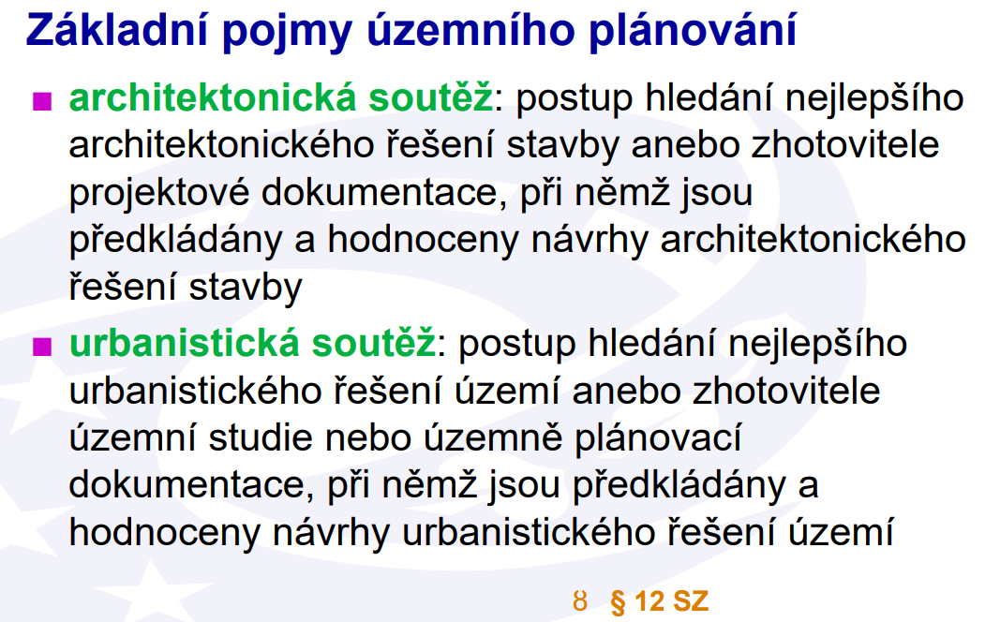 Základní pojmy územního plánování
■ architektonická soutěž: postup hledání nejlepšího
architektonického řešení stavby anebo zhotovitele
projektové dokumentace, při němž jsou
předkládány a hodnoceny návrhy architektonického
řešení stavby
■ urbanistická soutěž: postup hledání nejlepšího
urbanistického řešení území anebo zhotovitele
územní studie nebo územně plánovací
dokumentace, při němž jsou předkládány a
hodnoceny návrhy urbanistického řešení území
8 § 12 SZ